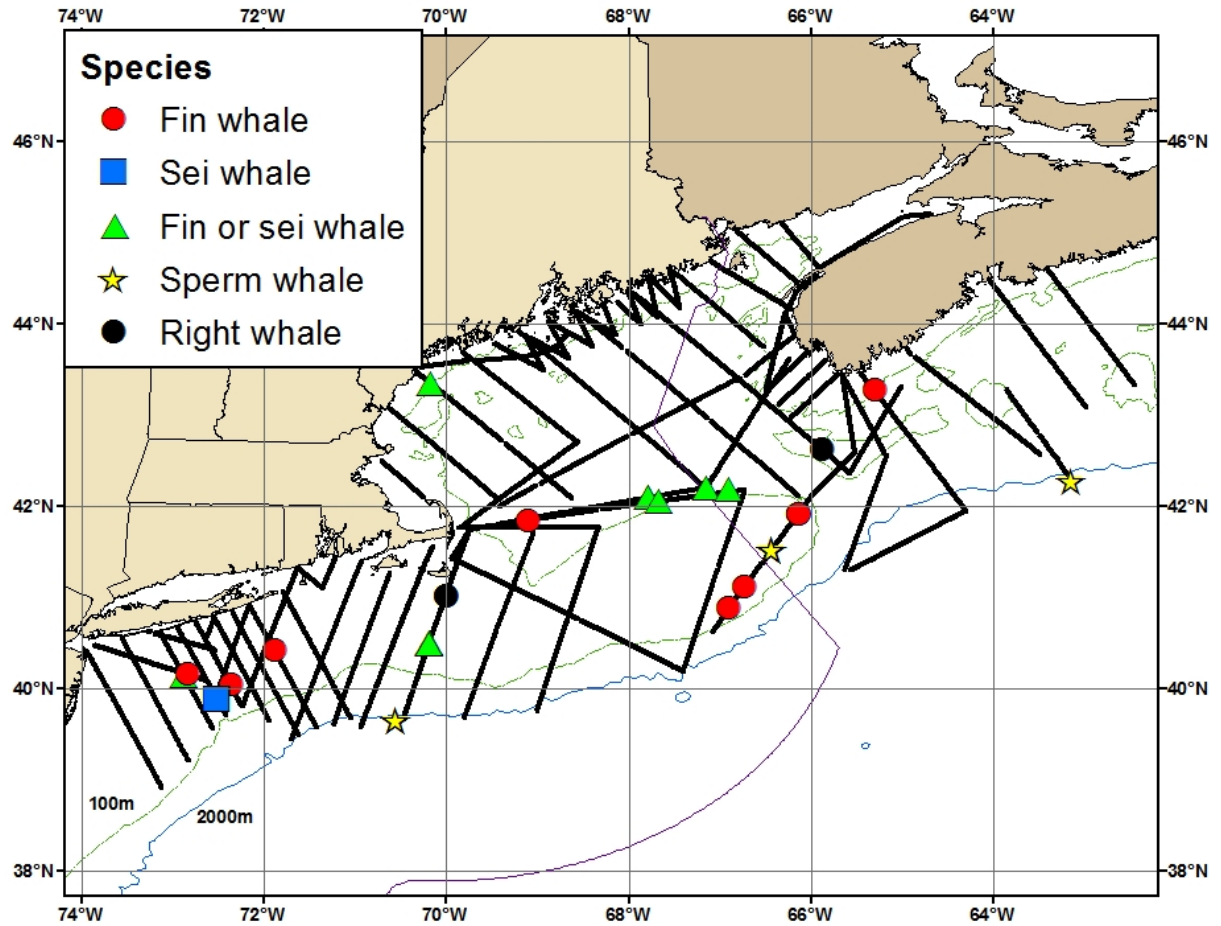 74°W 72°W 70°W 68°W 66°W 64°W
Species
Fin whale
Sei whale
Fin or sei whale
Sperm whale
Right whale
46°N 46°N
44°N 44°N
42°N 42°N
40°N 40°N
100m
2000m
38°N 38°N
74°W 72°W 70°W 68°W 66°W 64°W